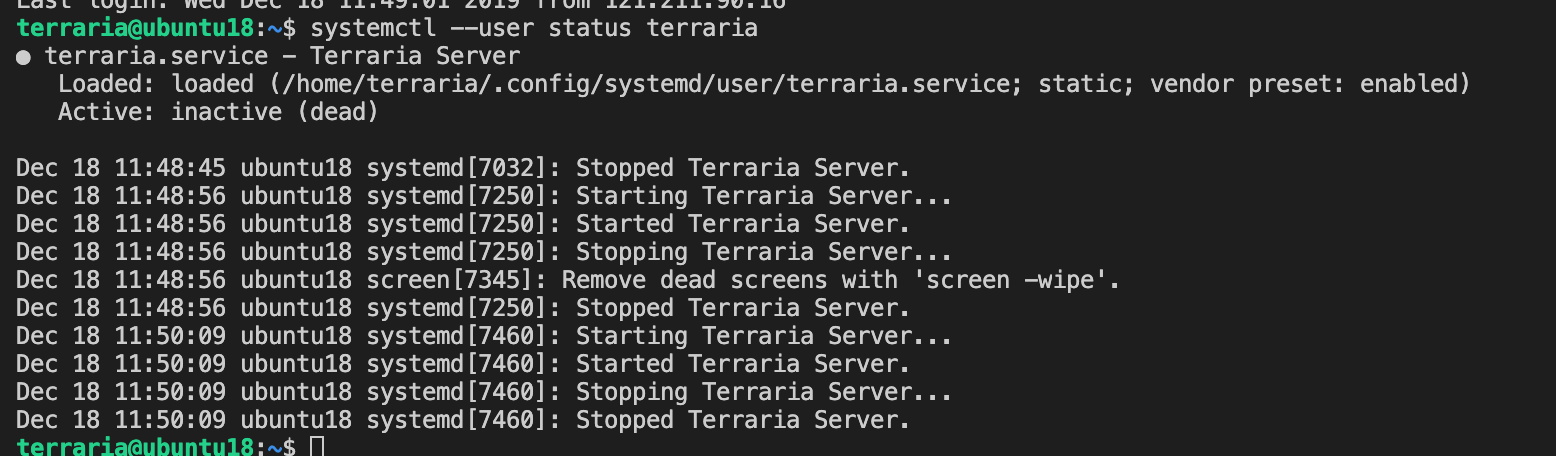 Last login: Wed Dec 18 11:49:01 2019 from 121.211.90.16
terraria@ubuntu18:~$ systemctl --user status terraria
● terraria.service - Terraria Server
   Loaded: loaded (/home/terraria/.config/systemd/user/terraria.service; static; vendor preset: enabled)
   Active: inactive (dead)

Dec 18 11:48:45 ubuntu18 systemd[7032]: Stopped Terraria Server.
Dec 18 11:48:56 ubuntu18 systemd[7250]: Starting Terraria Server...
Dec 18 11:48:56 ubuntu18 systemd[7250]: Started Terraria Server.
Dec 18 11:48:56 ubuntu18 systemd[7250]: Stopping Terraria Server...
Dec 18 11:48:56 ubuntu18 screen[7345]: Remove dead screens with 'screen -wipe'.
Dec 18 11:48:56 ubuntu18 systemd[7250]: Stopped Terraria Server.
Dec 18 11:50:09 ubuntu18 systemd[7460]: Starting Terraria Server...
Dec 18 11:50:09 ubuntu18 systemd[7460]: Started Terraria Server.
Dec 18 11:50:09 ubuntu18 systemd[7460]: Stopping Terraria Server...
Dec 18 11:50:09 ubuntu18 systemd[7460]: Stopped Terraria Server.
terraria@ubuntu18:~$